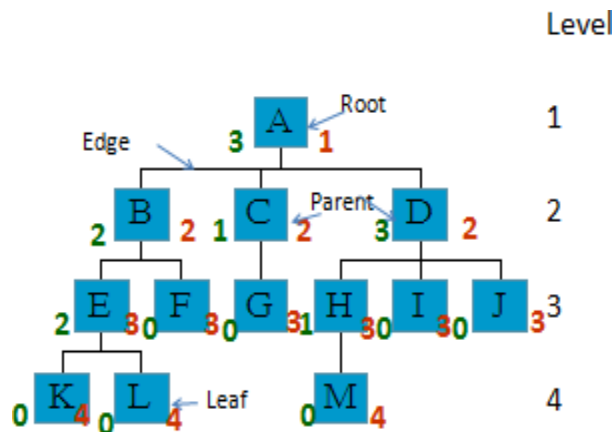 Level
Root
A 1
3 1
Edge
B C Parent D 2
2 2 1 2 3 2
E F G H I J 3
2 3 0 3 0 3 1 3 0 3 0 3
K L Leaf M 4
0 4 0 4 0 4